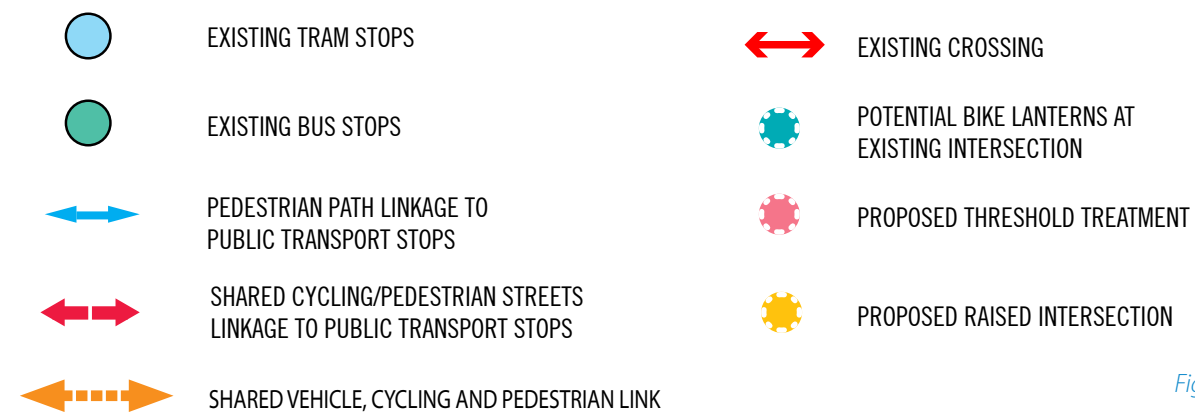 EXISTING TRAM STOPS
EXISTING BUS STOPS
PEDESTRIAN PATH LINKAGE TO
PUBLIC TRANSPORT STOPS
SHARED CYCLING/PEDESTRIAN STREETS
LINKAGE TO PUBLIC TRANSPORT STOPS
SHARED VEHICLE, CYCLING AND PEDESTRIAN LINK
EXISTING CROSSING
POTENTIAL BIKE LANTERNS AT
EXISTING INTERSECTION
PROPOSED THRESHOLD TREATMENT
PROPOSED RAISED INTERSECTION